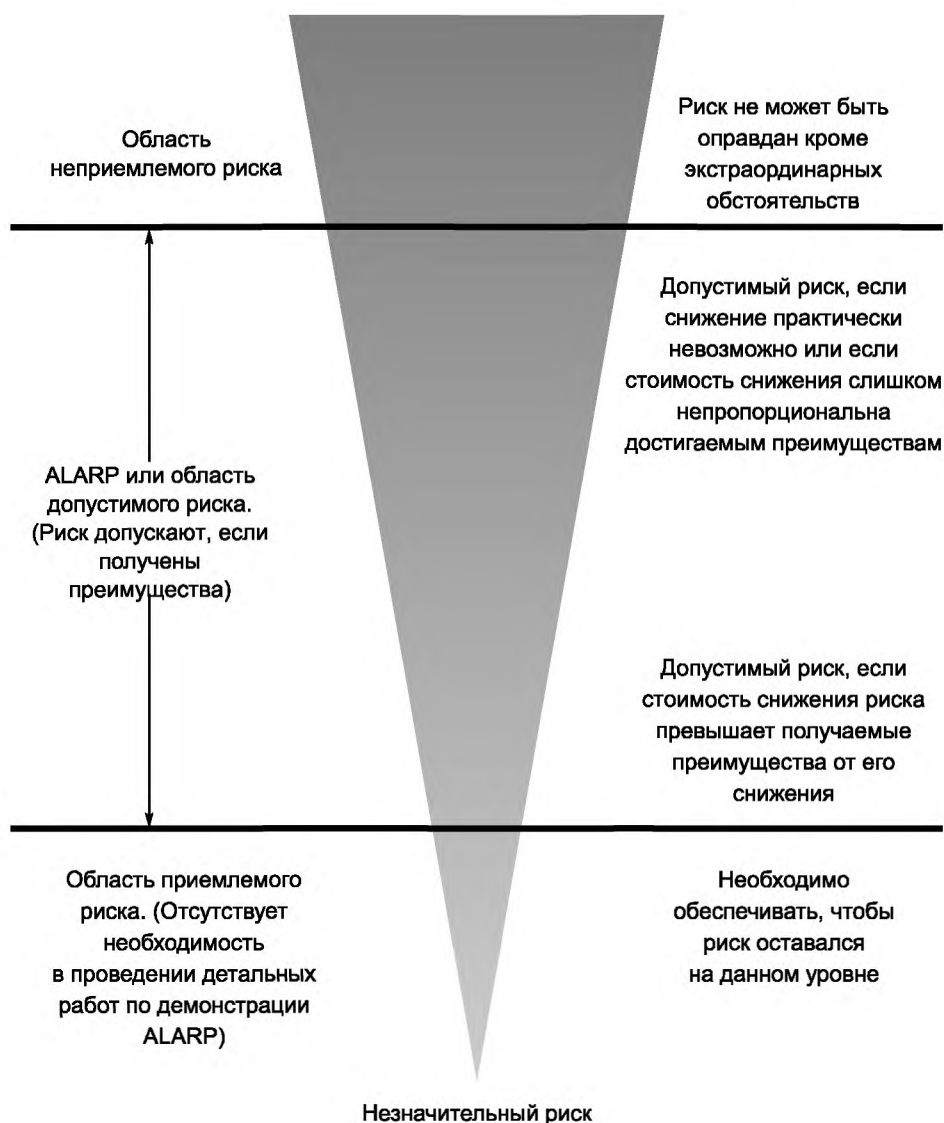 Область
неприемлемого риска
Риск не может быть
оправдан кроме
экстраординарных
обстоятельств
Допустимый риск, если
снижение практически
невозможно или если
стоимость снижения слишком
непропорциональна
достигаемым преимуществам
ALARP или область
допустимого риска.
(Риск допускают, если
получены
преимущества)
Допустимый риск, если
стоимость снижения риска
превышает получаемые
преимущества от его
снижения
Область приемлемого
риска. (Отсутствует
необходимость
в проведении детальных
работ по демонстрации
ALARP)
Необходимо
обеспечивать, чтобы
риск оставался
на данном уровне
Незначительный риск